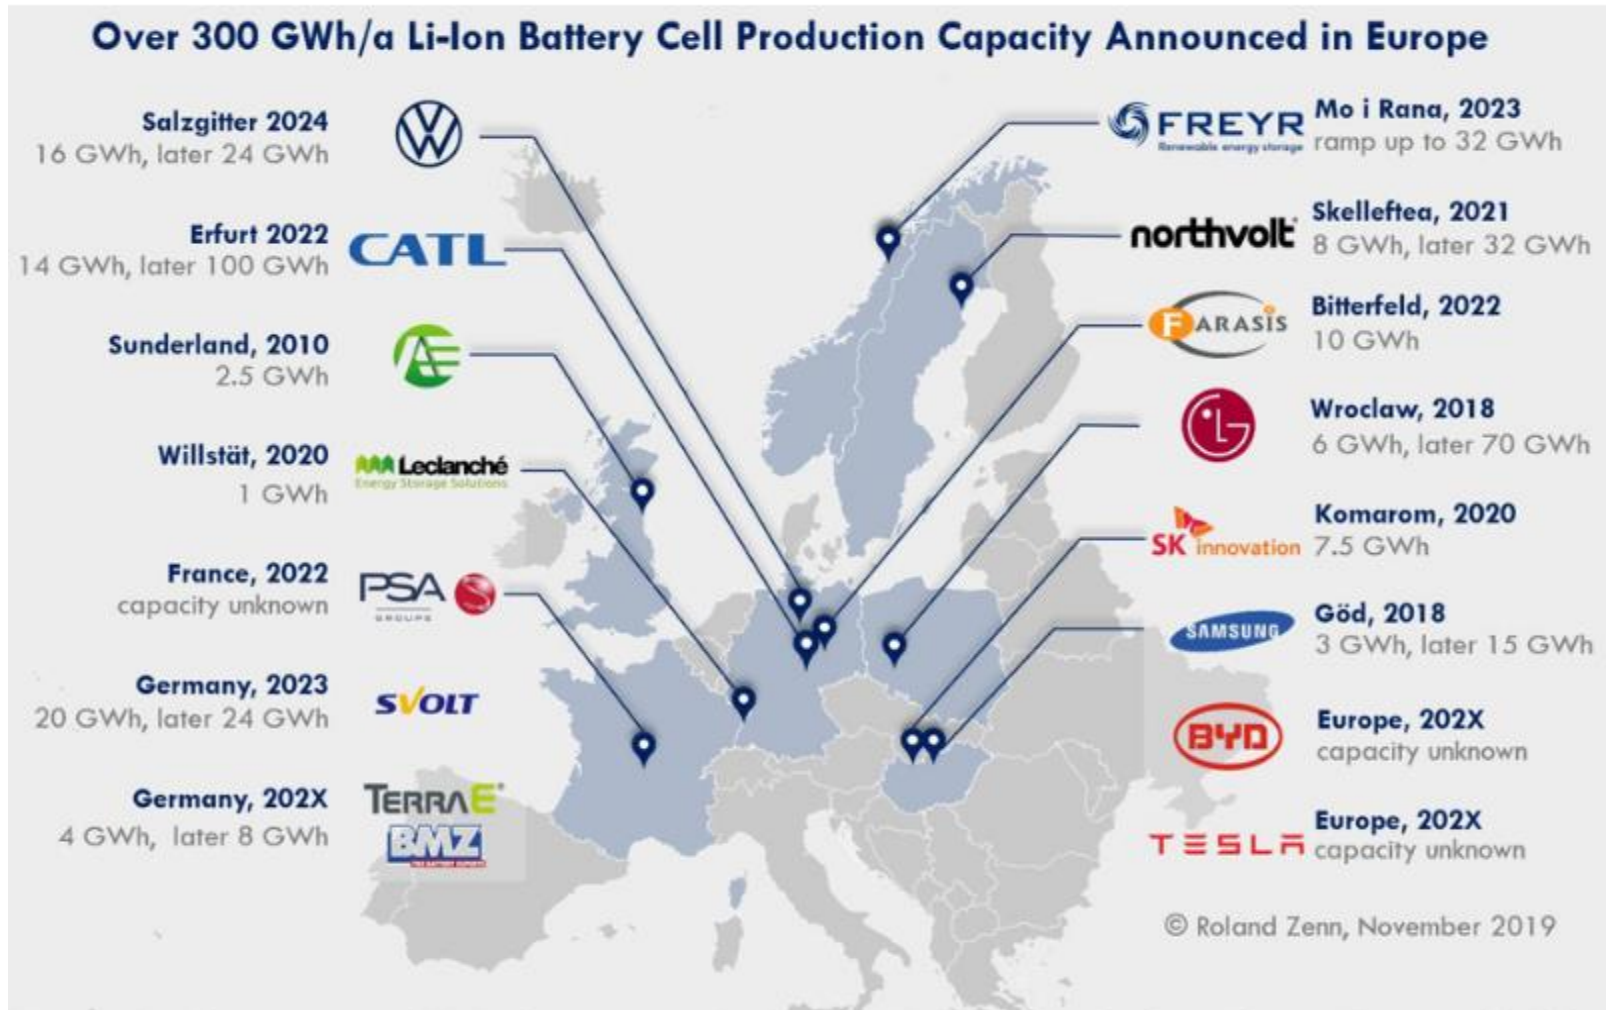 Over 300 GWh/a Li-Ion Battery Cell Production Capacity Announced in Europe
Salzgitter 2024
16 GWh, later 24 GWh
Erfurt 2022
14 GWh, later 100 GWh
CATL
Sunderland, 2010
2.5 GWh
Willstät, 2020
1 GWh
Leclanché
Energy Storage Solutions
France, 2022
capacity unknown
PSA
GROUPE
Germany, 2023
20 GWh, later 24 GWh
SVOLT
Germany, 202X
4 GWh, later 8 GWh
TERRAE
BMZ
FREYR
Renewable energy storage
Mo i Rana, 2023
ramp up to 32 GWh
northvolt
Skelleftea, 2021
8 GWh, later 32 GWh
FARASIS
Bitterfeld, 2022
10 GWh
LG
Wroclaw, 2018
6 GWh, later 70 GWh
SK innovation
Komarom, 2020
7.5 GWh
SAMSUNG
Göd, 2018
3 GWh, later 15 GWh
BYD
Europe, 202X
capacity unknown
TESLA
Europe, 202X
capacity unknown
© Roland Zenn, November 2019